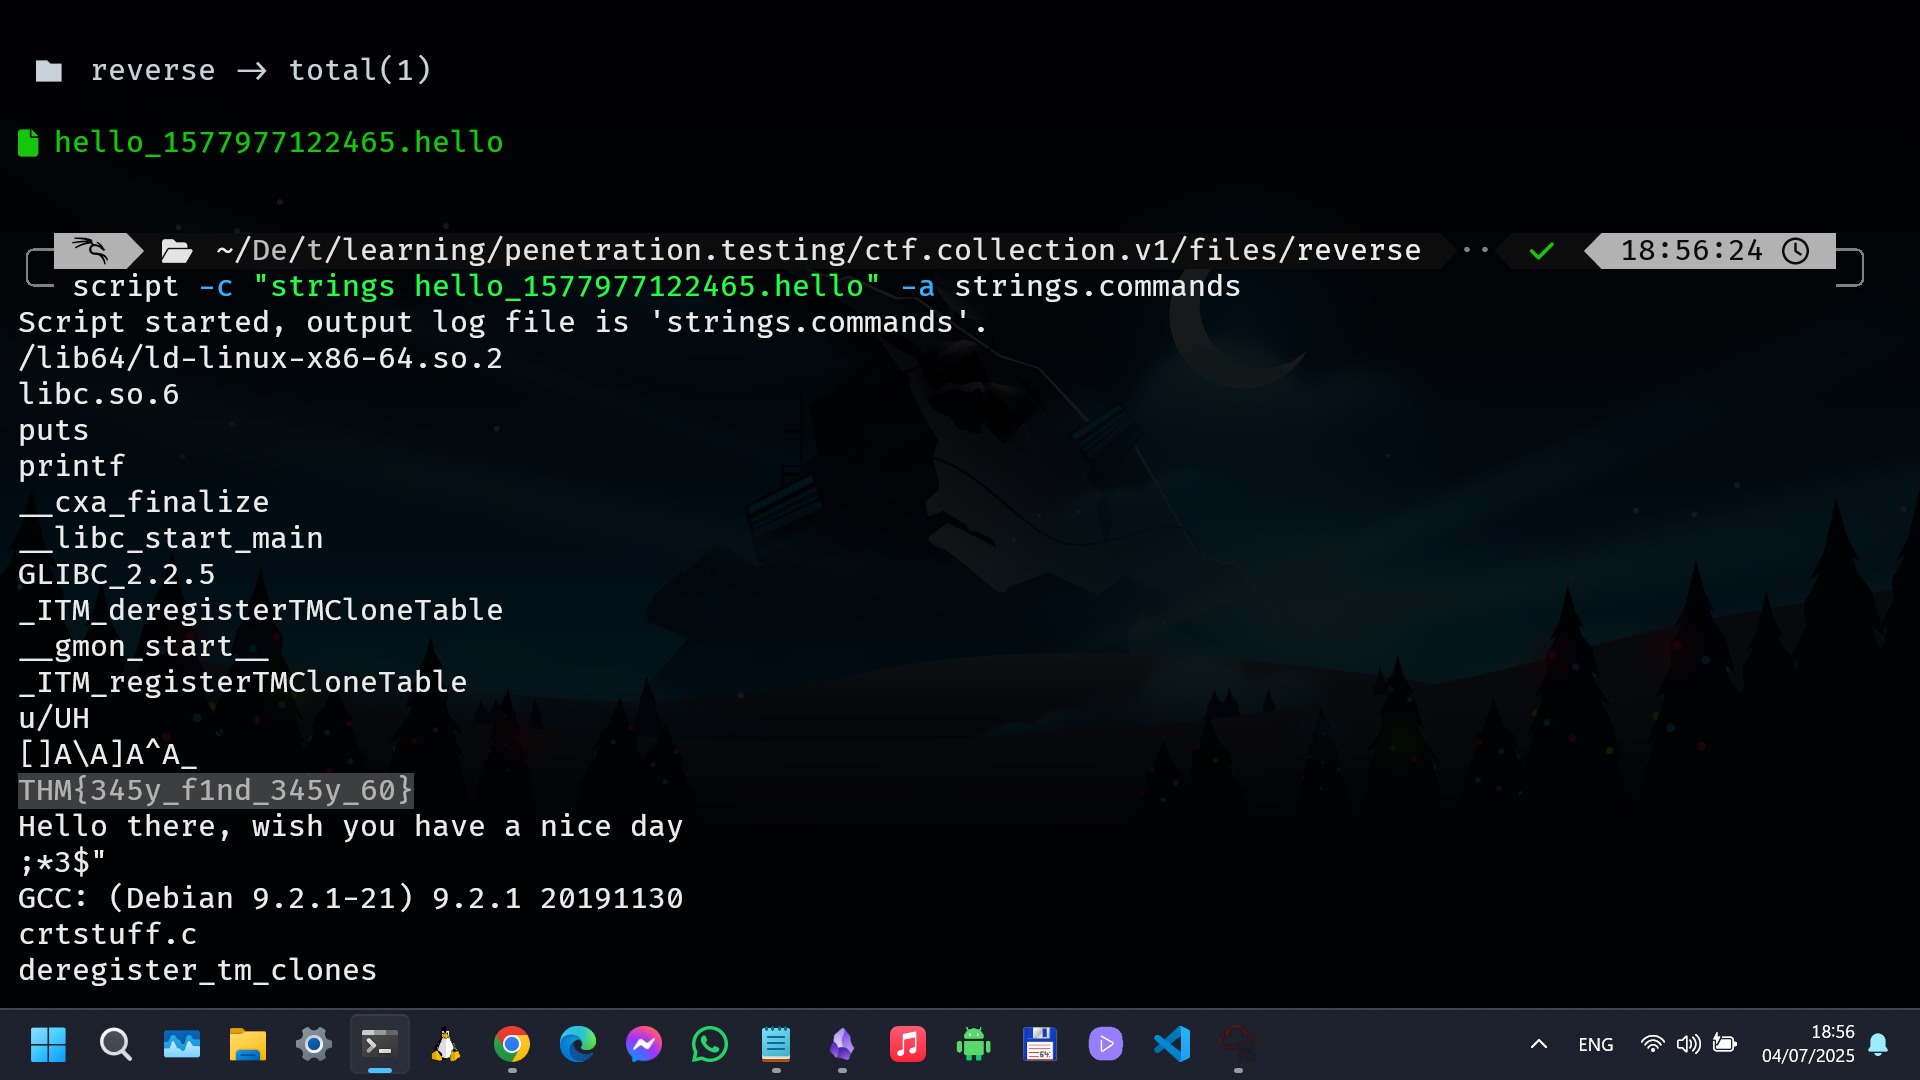 reverse → total(1)
hello_1577977122465.hello
~/De/t/learning/penetration.testing/ctf.collection.v1/files/reverse ·· ✓ 18:56:24
script -c "strings hello_1577977122465.hello" -a strings.commands
Script started, output log file is 'strings.commands'.
/lib64/ld-linux-x86-64.so.2
libc.so.6
puts
printf
__cxa_finalize
__libc_start_main
GLIBC_2.2.5
_ITM_deregisterTMCloneTable
__gmon_start__
_ITM_registerTMCloneTable
u/UH
[]A\A]A^A_
THM{345y_f1nd_345y_60}
Hello there, wish you have a nice day
;*3$"
GCC: (Debian 9.2.1-21) 9.2.1 20191130
crtstuff.c
deregister_tm_clones
64
ENG
18:56
04/07/2025